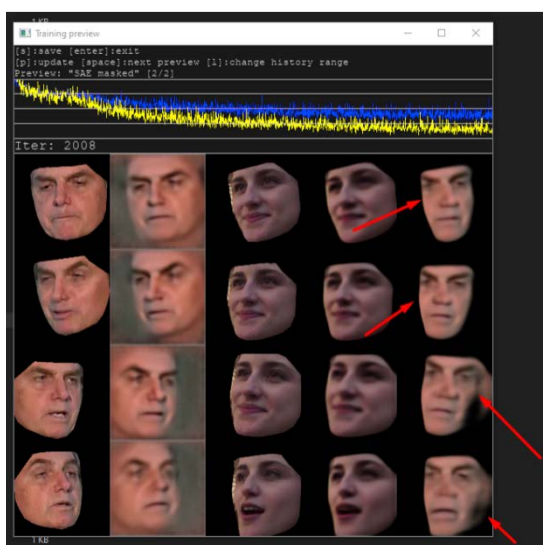 1 KB
Training preview
[s]:save [enter]:exit
[p]:update [space]:next preview [l]:change history range
Preview: "SAE masked" [2/2]
Iter: 2008
1 KB